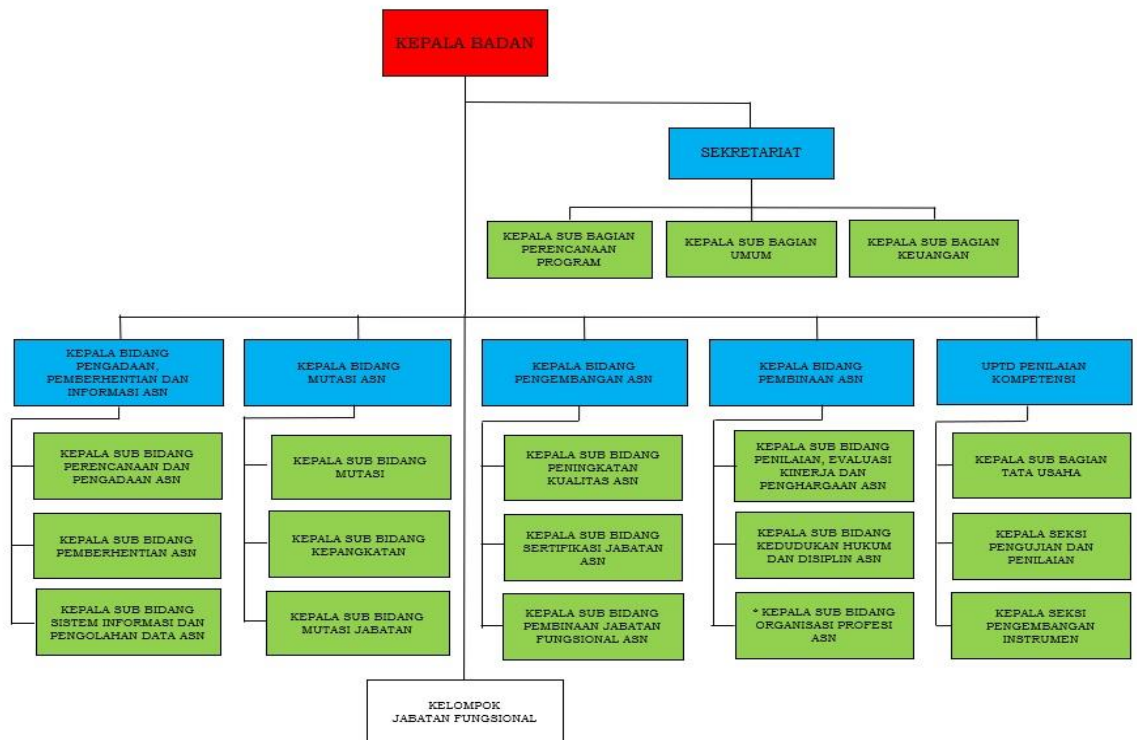 KEPALA BADAN
SEKRETARIAT
KEPALA SUB BAGIAN
PERENCANAAN
PROGRAM
KEPALA SUB BAGIAN
UMUM
KEPALA SUB BAGIAN
KEUANGAN
KEPALA BIDANG
PENGADAAN,
PEMBERHENTIAN DAN
INFORMASI ASN
KEPALA BIDANG
MUTASI ASN
KEPALA BIDANG
PENGEMBANGAN ASN
KEPALA BIDANG
PEMBINAAN ASN
UPTD PENILAIAN
KOMPETENSI
KEPALA SUB BIDANG
PERENCANAAN DAN
PENGADAAN ASN
KEPALA SUB BIDANG
PEMBERHENTIAN ASN
KEPALA SUB BIDANG
SISTEM INFORMASI DAN
PENGOLAHAN DATA ASN
KEPALA SUB BIDANG
MUTASI
KEPALA SUB BIDANG
KEPANGKATAN
KEPALA SUB BIDANG
MUTASI JABATAN
KEPALA SUB BIDANG
PENINGKATAN
KUALITAS ASN
KEPALA SUB BIDANG
SERTIFIKASI JABATAN
ASN
KEPALA SUB BIDANG
PEMBINAAN JABATAN
FUNGSIONAL ASN
KEPALA SUB BIDANG
PENILAIAN, EVALUASI
KINERJA DAN
PENGHARGAAN ASN
KEPALA SUB BIDANG
KEDUDUKAN HUKUM
DAN DISIPLIN ASN
* KEPALA SUB BIDANG
ORGANISASI PROFESI
ASN
KEPALA SUB BAGIAN
TATA USAHA
KEPALA SEKSI
PENGUJIAN DAN
PENILAIAN
KEPALA SEKSI
PENGEMBANGAN
INSTRUMEN
KELOMPOK
JABATAN FUNGSIONAL